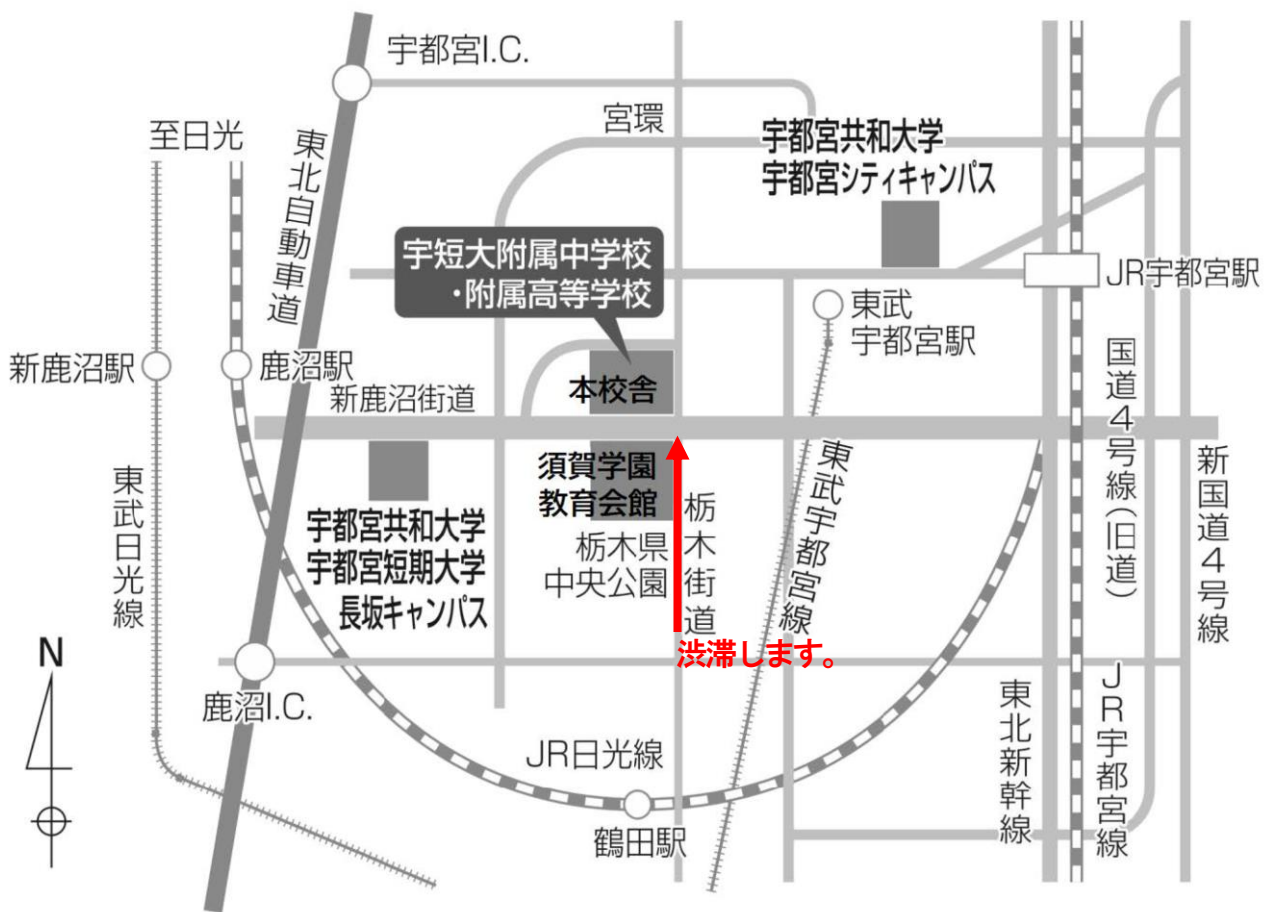 宇都宮I.C.
至日光
東北自動車道
宮環
宇都宮共和大学
宇都宮シティキャンパス
宇短大附属中学校
・附属高等学校
JR宇都宮駅
東武
宇都宮駅
新鹿沼駅
鹿沼駅
新鹿沼街道
本校舎
国道4号線(旧道)
新国道4号線
東武日光線
須賀学園
教育会館
宇都宮共和大学
宇都宮短期大学
長坂キャンパス
栃木県
中央公園
栃木街道
東武宇都宮線
渋滞します。
N
鹿沼I.C.
JR日光線
鶴田駅
東北新幹線
JR宇都宮線